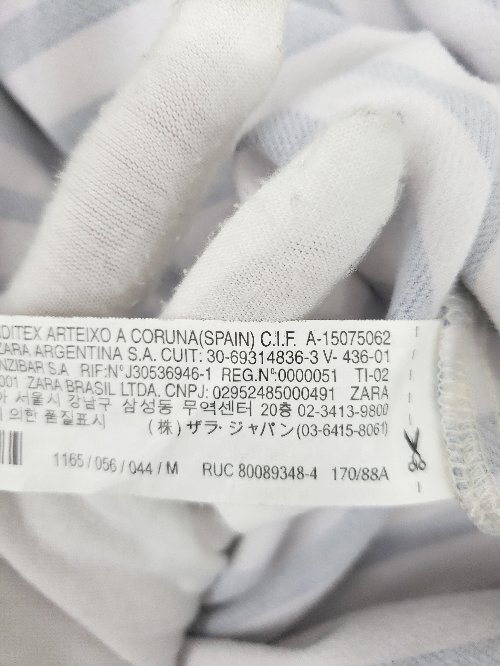 DITEX ARTEIXO A CORUNA(SPAIN) C.I.F. A-15075062
ZARA ARGENTINA S.A. CUIT: 30-69314836-3 V- 436-01
NZIBAR S.A RIF:NºJ30536946-1 REG.Nº:0000051 TI-02
001 ZARA BRASIL LTDA. CNPJ: 02952485000491 ZARA
아 서울시 강남구 삼성동 무역센터 20층 02-3413-9800
에 의한 품질표시 (株) ザラ・ジャパン(03-6415-8061)
1165 / 056 / 044 / M RUC 80089348-4 170/88A